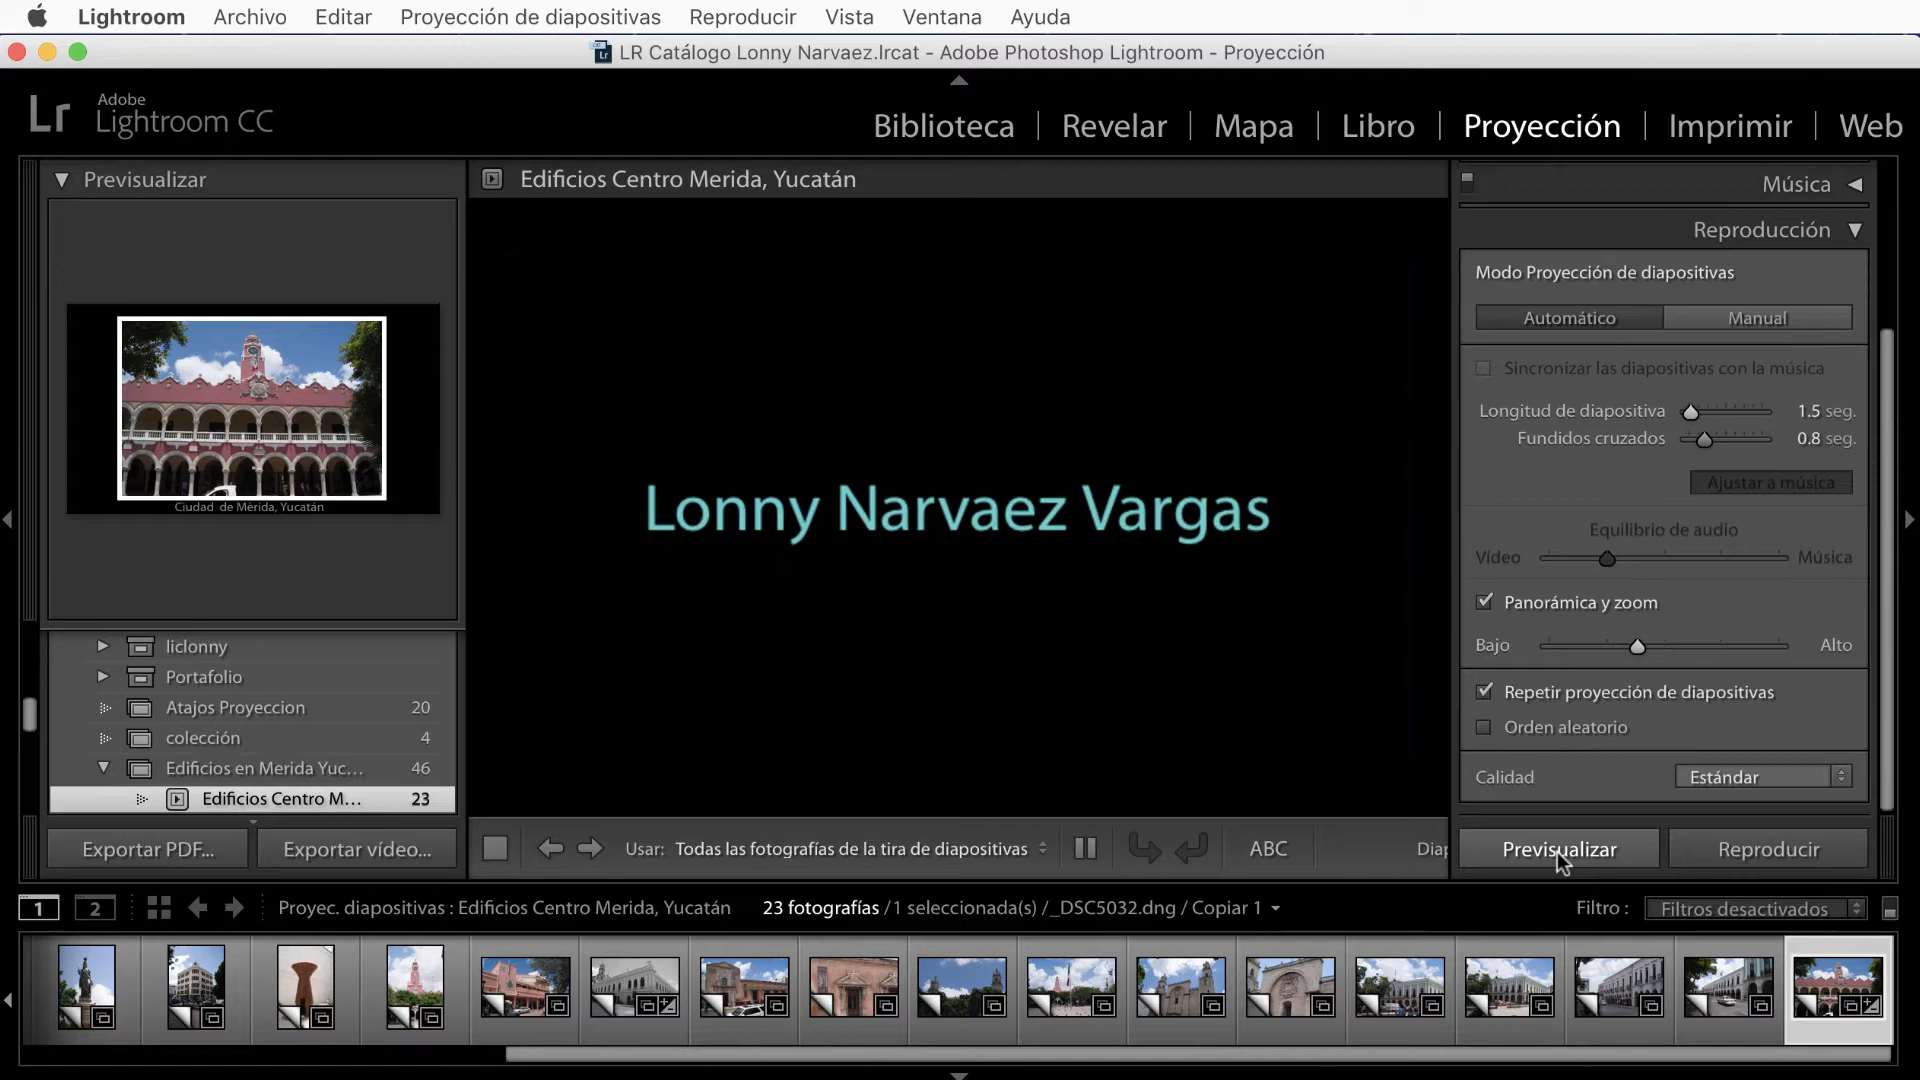 Lightroom Archivo Editar Proyección de diapositivas Reproducir Vista Ventana Ayuda
LR Catálogo Lonny Narvaez.lrcat - Adobe Photoshop Lightroom - Proyección
Lr Adobe
Lightroom CC
Biblioteca | Revelar | Mapa | Libro | Proyección | Imprimir | Web
Previsualizar
Ciudad de Mérida, Yucatán
liclonny
Portafolio
Atajos Proyeccion 20
colección 4
Edificios en Merida Yuc... 46
Edificios Centro M... 23
Exportar PDF... Exportar vídeo...
Edificios Centro Merida, Yucatán
Lonny Narvaez Vargas
Usar: Todas las fotografías de la tira de diapositivas ABC Diap
Música
Reproducción
Modo Proyección de diapositivas
Automático Manual
Sincronizar las diapositivas con la música
Longitud de diapositiva 1.5 seg.
Fundidos cruzados 0.8 seg.
Ajustar a música
Equilibrio de audio
Vídeo Música
Panorámica y zoom
Bajo Alto
Repetir proyección de diapositivas
Orden aleatorio
Calidad Estándar
Previsualizar Reproducir
1 2 Proyec. diapositivas : Edificios Centro Merida, Yucatán 23 fotografías /1 seleccionada(s) /_DSC5032.dng / Copiar 1 Filtro : Filtros desactivados